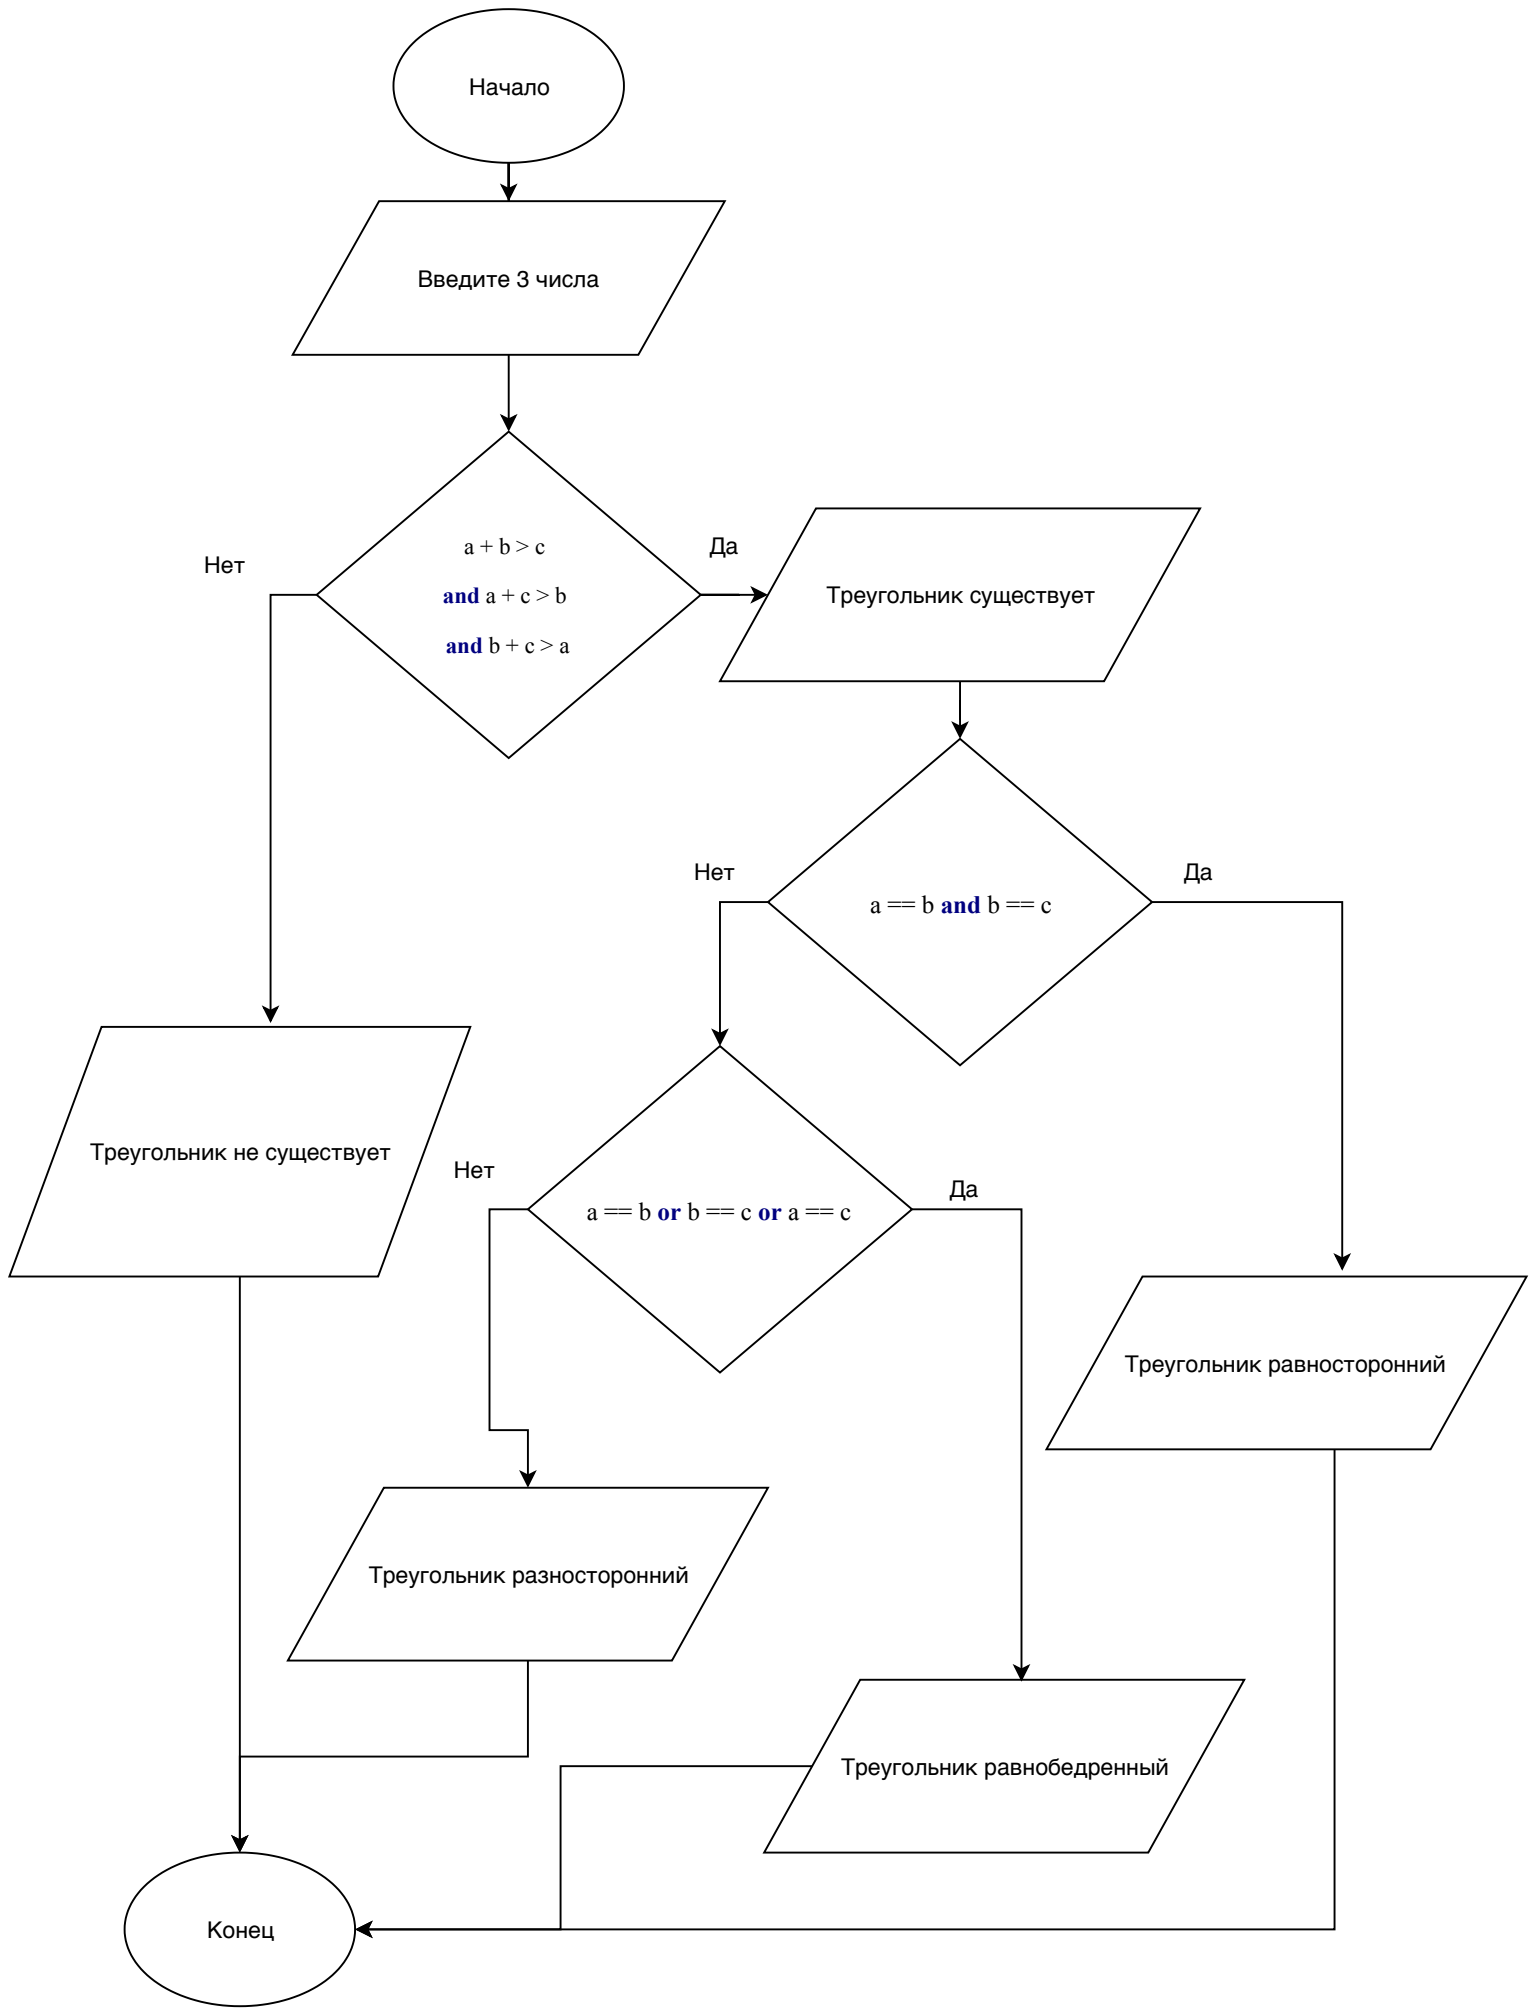 Начало
Введите 3 числа
Нет
a + b > c
and a + c > b
and b + c > a
Да
Треугольник существует
Нет
a == b and b == c
Да
Треугольник не существует
Нет
a == b or b == c or a == c
Да
Треугольник равносторонний
Треугольник разносторонний
Треугольник равнобедренный
Конец